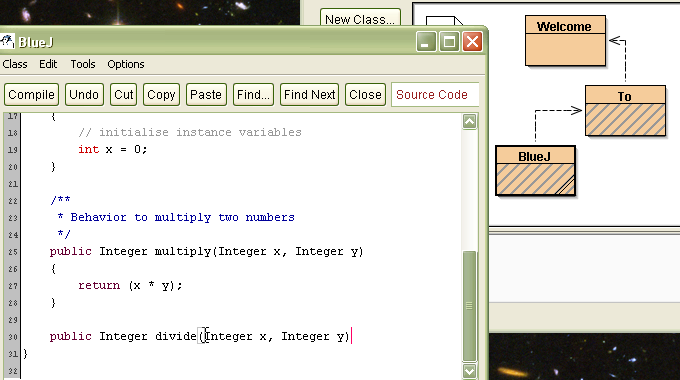 New Class...
Welcome
To
BlueJ
BlueJ
Class Edit Tools Options
Compile Undo Cut Copy Paste Find... Find Next Close Source Code
17 {
18 // initialise instance variables
19 int x = 0;
20 }
21
22 /**
23 * Behavior to multiply two numbers
24 */
25 public Integer multiply(Integer x, Integer y)
26 {
27 return (x * y);
28 }
29
30 public Integer divide(Integer x, Integer y)
31 }
32